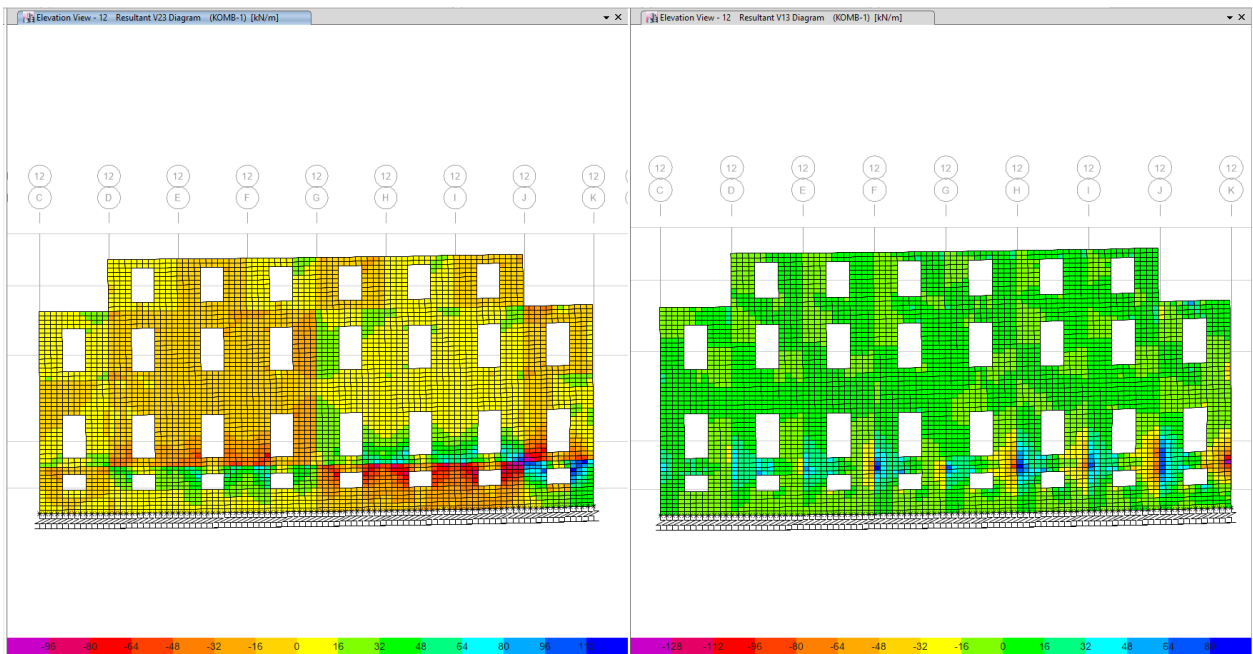 Elevation View - 12 Resultant V23 Diagram (KOMB-1) [kN/m]
Elevation View - 12 Resultant V13 Diagram (KOMB-1) [kN/m]
12 12 12 12 12 12 12 12 12
C D E F G H I J K
12 12 12 12 12 12 12 12 12
C D E F G H I J K
-96 -80 -64 -48 -32 -16 0 16 32 48 64 80 96
-128 -112 -96 -80 -64 -48 -32 -16 0 16 32 48 64